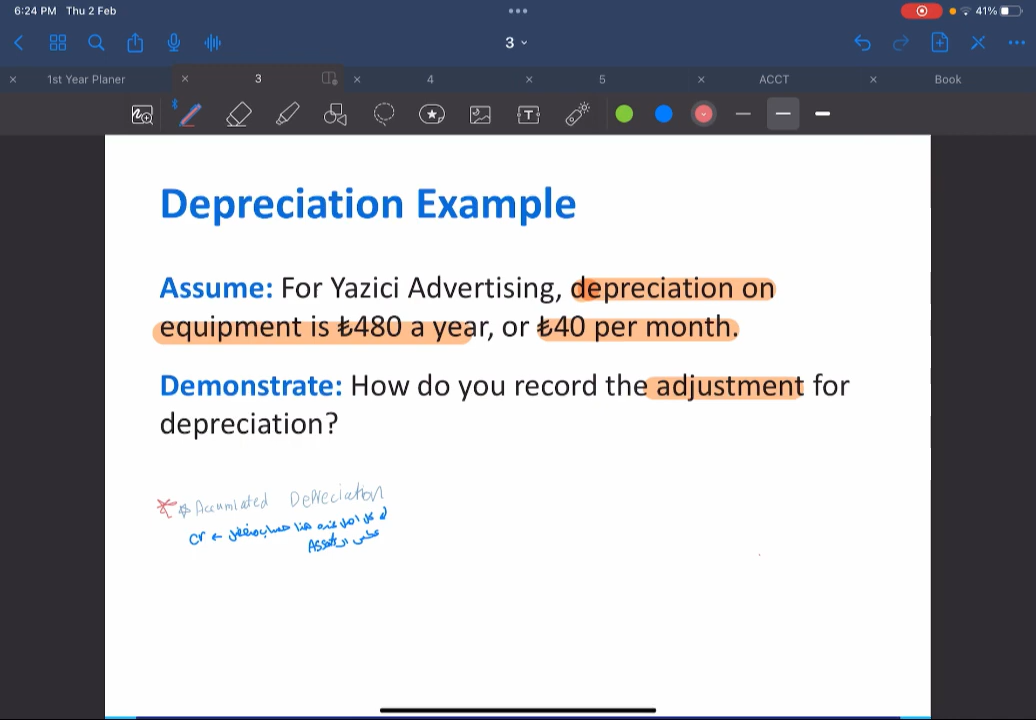 6:24 PM Thu 2 Feb
41%
3
1st Year Planer
3
4
5
ACCT
Book
Depreciation Example
Assume: For Yazici Advertising, depreciation on
equipment is ₺480 a year, or ₺40 per month.
Demonstrate: How do you record the adjustment for
depreciation?
Accumlated Depreciation
Cr ←
Assets